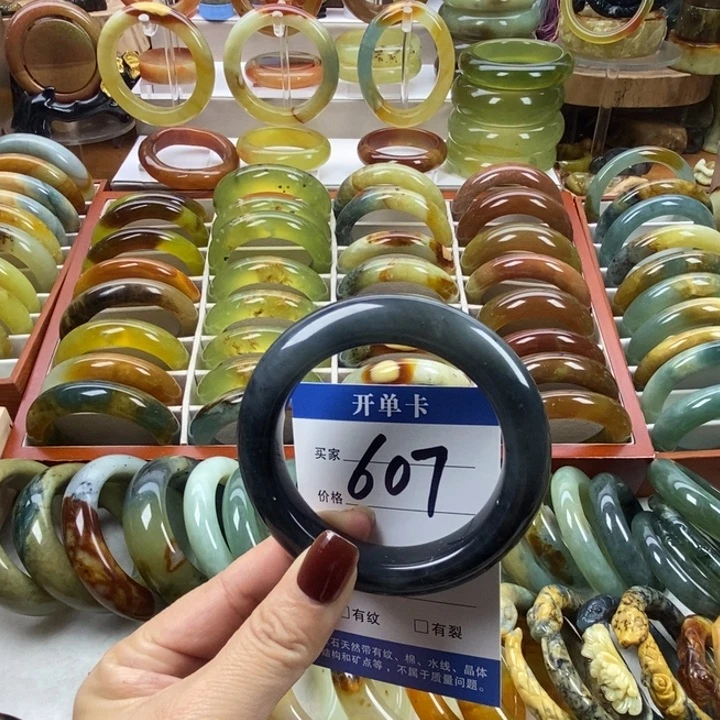 开单卡
买家
607
价格
□有纹 □有裂
石天然带有纹、棉、水线、晶体
结构和矿点等，不属于质量问题。